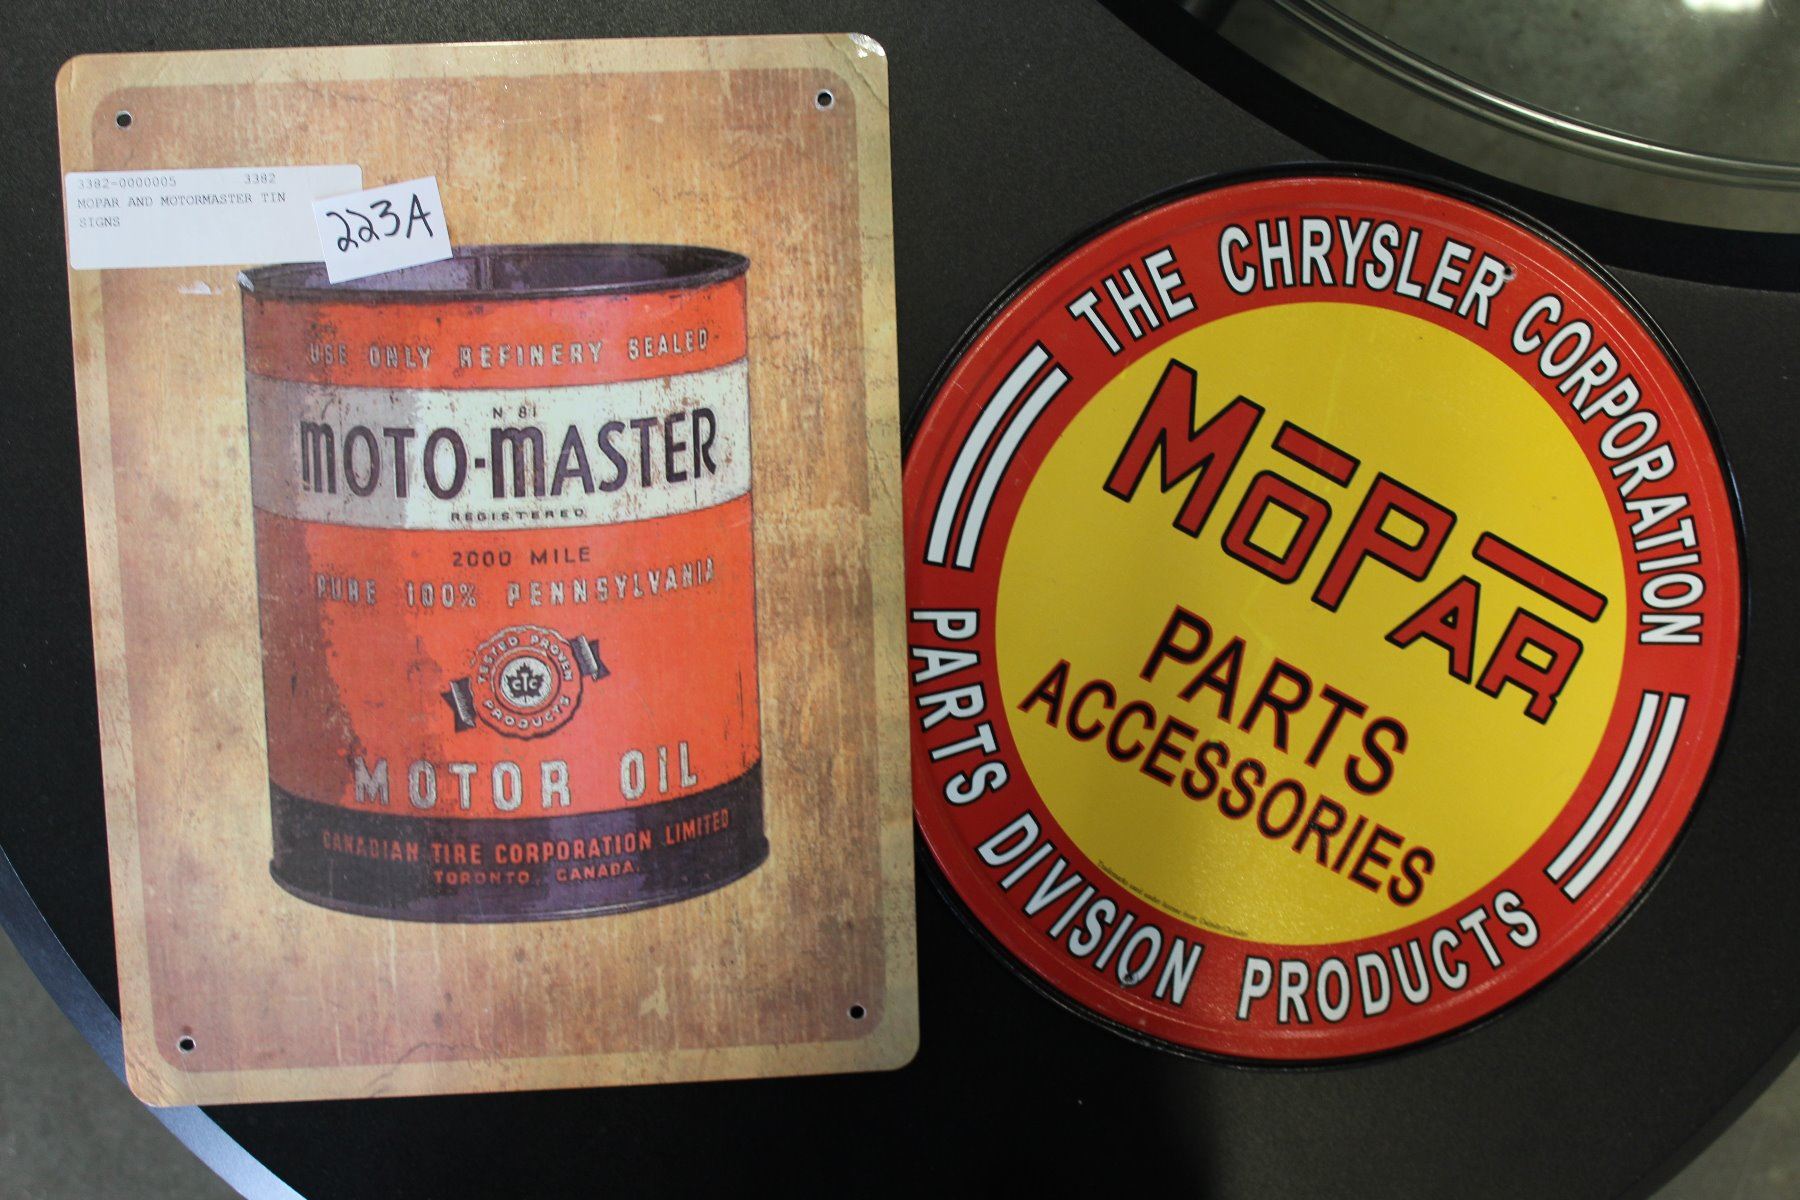 3382-0000005 3382
MOPAR AND MOTORMASTER TIN
SIGNS
223A
USE ONLY REFINERY SEALED
Nº 81
MOTO-MASTER
REGISTERED
2000 MILE
PURE 100% PENNSYLVANIA
TESTED PROVEN
CTC
PRODUCTS
MOTOR OIL
CANADIAN TIRE CORPORATION LIMITED
TORONTO, CANADA.
THE CHRYSLER CORPORATION
MOPAR
PARTS
ACCESSORIES
PARTS DIVISION PRODUCTS